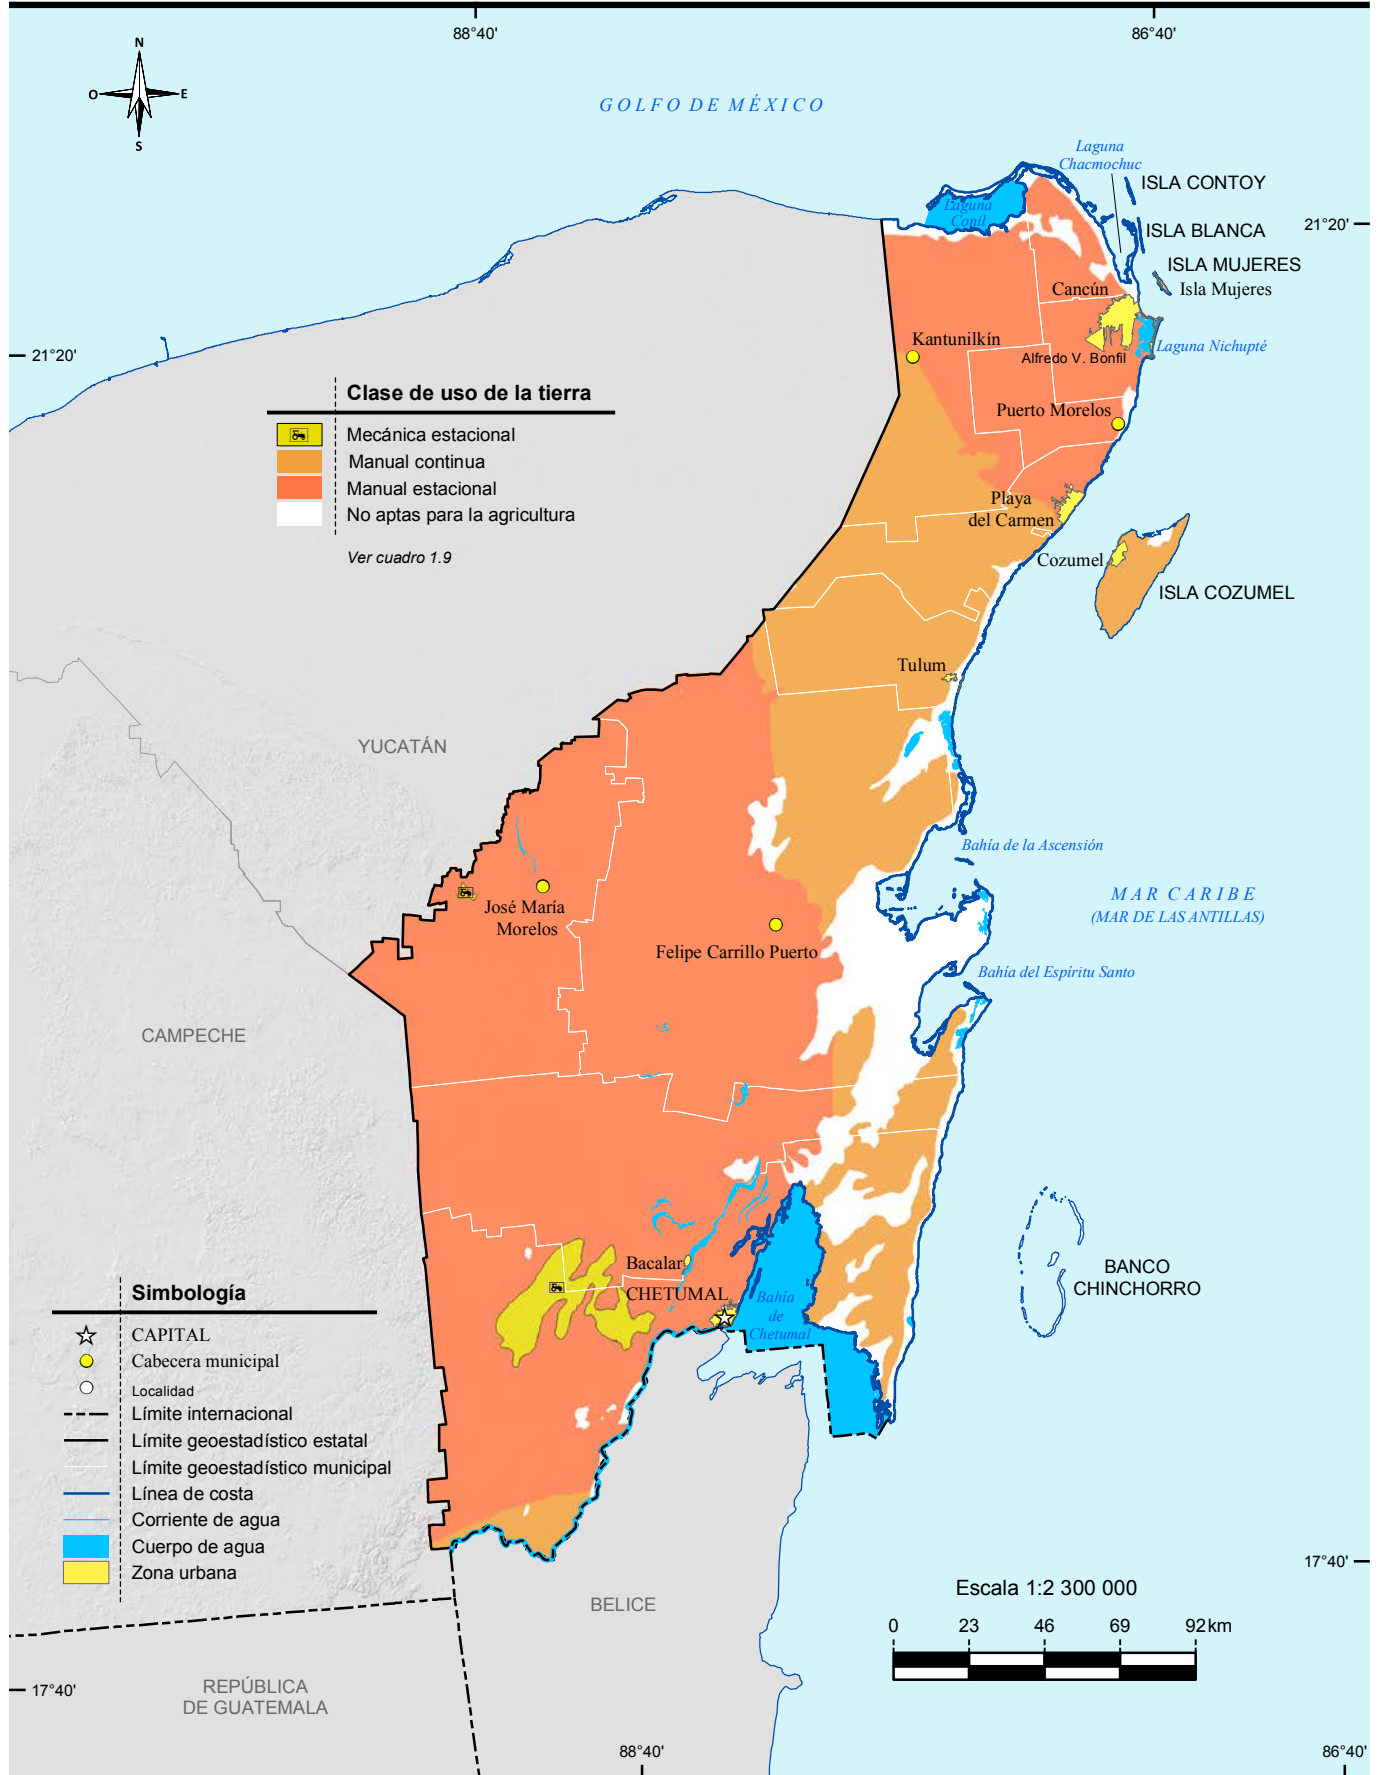 88°40'
86°40'
N
O
E
S
GOLFO DE MÉXICO
Laguna
Chacmochuc
ISLA CONTOY
Laguna
Conil
ISLA BLANCA
21°20'
ISLA MUJERES
Isla Mujeres
Cancún
Kantunilkín
Laguna Nichupté
Alfredo V. Bonfil
21°20'
Clase de uso de la tierra
Mecánica estacional
Manual continua
Manual estacional
No aptas para la agricultura
Ver cuadro 1.9
Puerto Morelos
Playa
del Carmen
Cozumel
ISLA COZUMEL
Tulum
YUCATÁN
Bahía de la Ascensión
MAR CARIBE
(MAR DE LAS ANTILLAS)
José María
Morelos
Felipe Carrillo Puerto
Bahía del Espíritu Santo
CAMPECHE
Bacalar
CHETUMAL
Bahía
de
Chetumal
BANCO
CHINCHORRO
Simbología
CAPITAL
Cabecera municipal
Localidad
Límite internacional
Límite geoestadístico estatal
Límite geoestadístico municipal
Línea de costa
Corriente de agua
Cuerpo de agua
Zona urbana
17°40'
BELICE
Escala 1:2 300 000
0 23 46 69 92 km
REPÚBLICA
DE GUATEMALA
17°40'
88°40'
86°40'